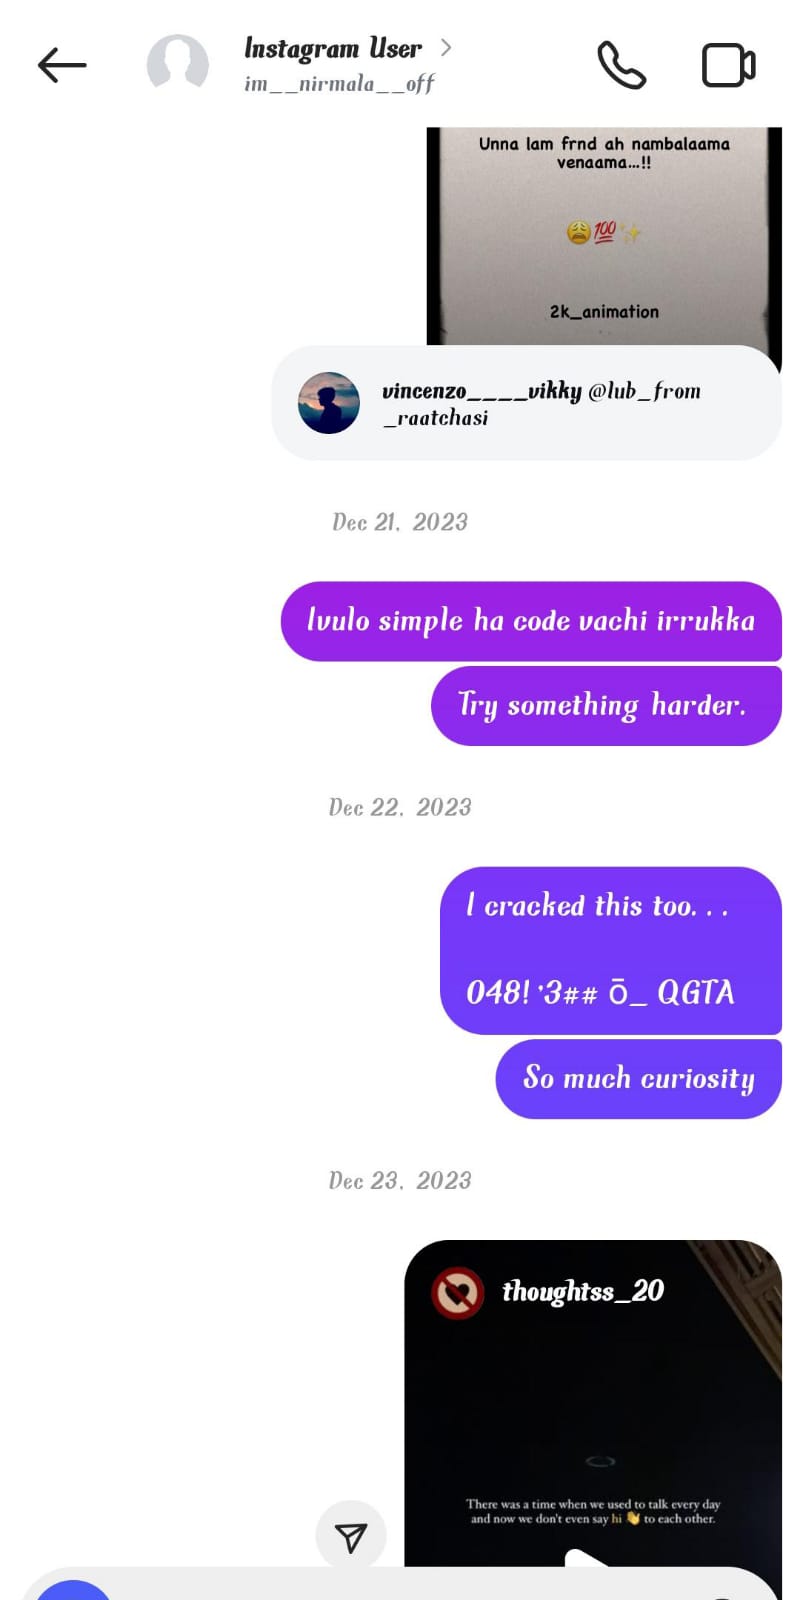 Instagram User
im__nirmala__off
Unna lam frnd ah nambalaama
venaama...!!
😩💯✨
2k_animation
vincenzo____vikky @lub_from
_raatchasi
Dec 21, 2023
Ivulo simple ha code vachi irrukka
Try something harder.
Dec 22, 2023
I cracked this too. . .
048! '3## ō_ QGTA
So much curiosity
Dec 23, 2023
thoughtss_20
There was a time when we used to talk every day
and now we don't even say hi 👋 to each other.